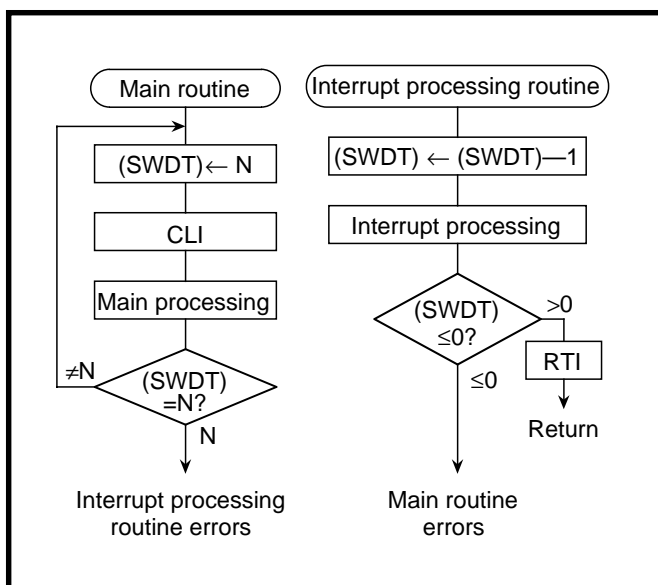 Main routine
(SWDT)← N
CLI
Main processing
≠N
(SWDT)
=N?
N
Interrupt processing
routine errors
Interrupt processing routine
(SWDT) ← (SWDT)—1
Interrupt processing
(SWDT)
≤0?
>0
RTI
≤0
Return
Main routine
errors